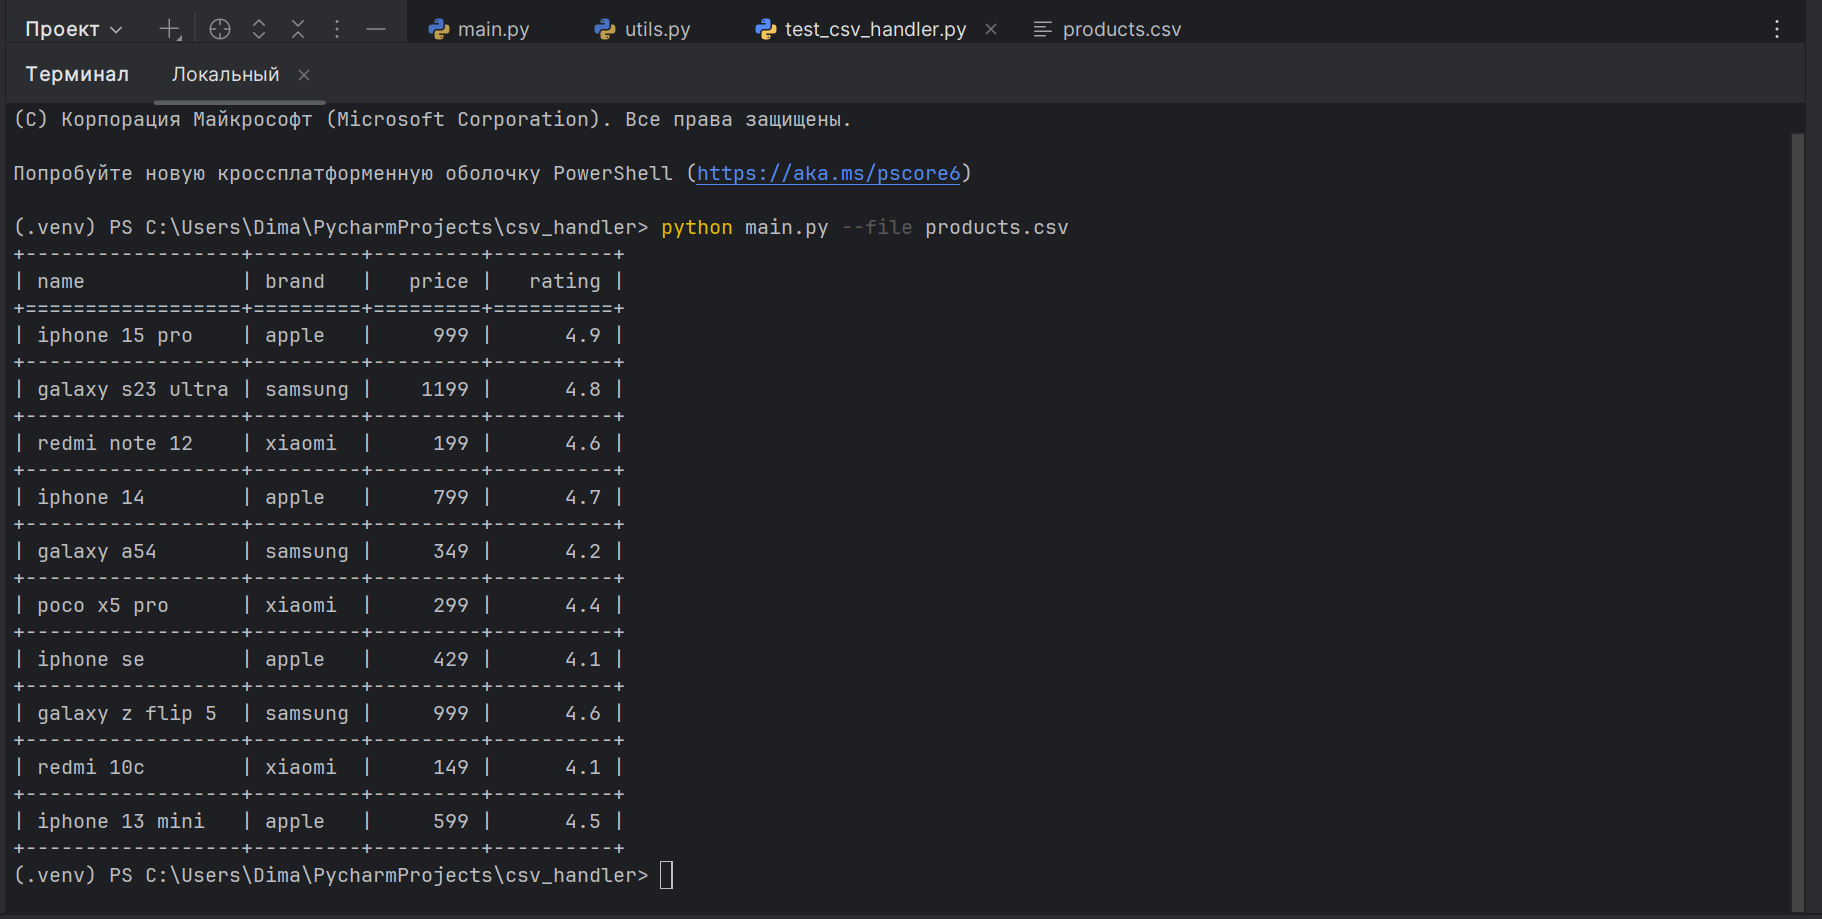 Проект main.py utils.py test_csv_handler.py products.csv
Терминал Локальный
(C) Корпорация Майкрософт (Microsoft Corporation). Все права защищены.
Попробуйте новую кроссплатформенную оболочку PowerShell (https://aka.ms/pscore6)
(.venv) PS C:\Users\Dima\PycharmProjects\csv_handler> python main.py --file products.csv
+------------------+---------+---------+----------+
| name             | brand   |   price |   rating |
+==================+=========+=========+==========+
| iphone 15 pro    | apple   |     999 |      4.9 |
+------------------+---------+---------+----------+
| galaxy s23 ultra | samsung |    1199 |      4.8 |
+------------------+---------+---------+----------+
| redmi note 12    | xiaomi  |     199 |      4.6 |
+------------------+---------+---------+----------+
| iphone 14        | apple   |     799 |      4.7 |
+------------------+---------+---------+----------+
| galaxy a54       | samsung |     349 |      4.2 |
+------------------+---------+---------+----------+
| poco x5 pro      | xiaomi  |     299 |      4.4 |
+------------------+---------+---------+----------+
| iphone se        | apple   |     429 |      4.1 |
+------------------+---------+---------+----------+
| galaxy z flip 5  | samsung |     999 |      4.6 |
+------------------+---------+---------+----------+
| redmi 10c        | xiaomi  |     149 |      4.1 |
+------------------+---------+---------+----------+
| iphone 13 mini   | apple   |     599 |      4.5 |
+------------------+---------+---------+----------+
(.venv) PS C:\Users\Dima\PycharmProjects\csv_handler>